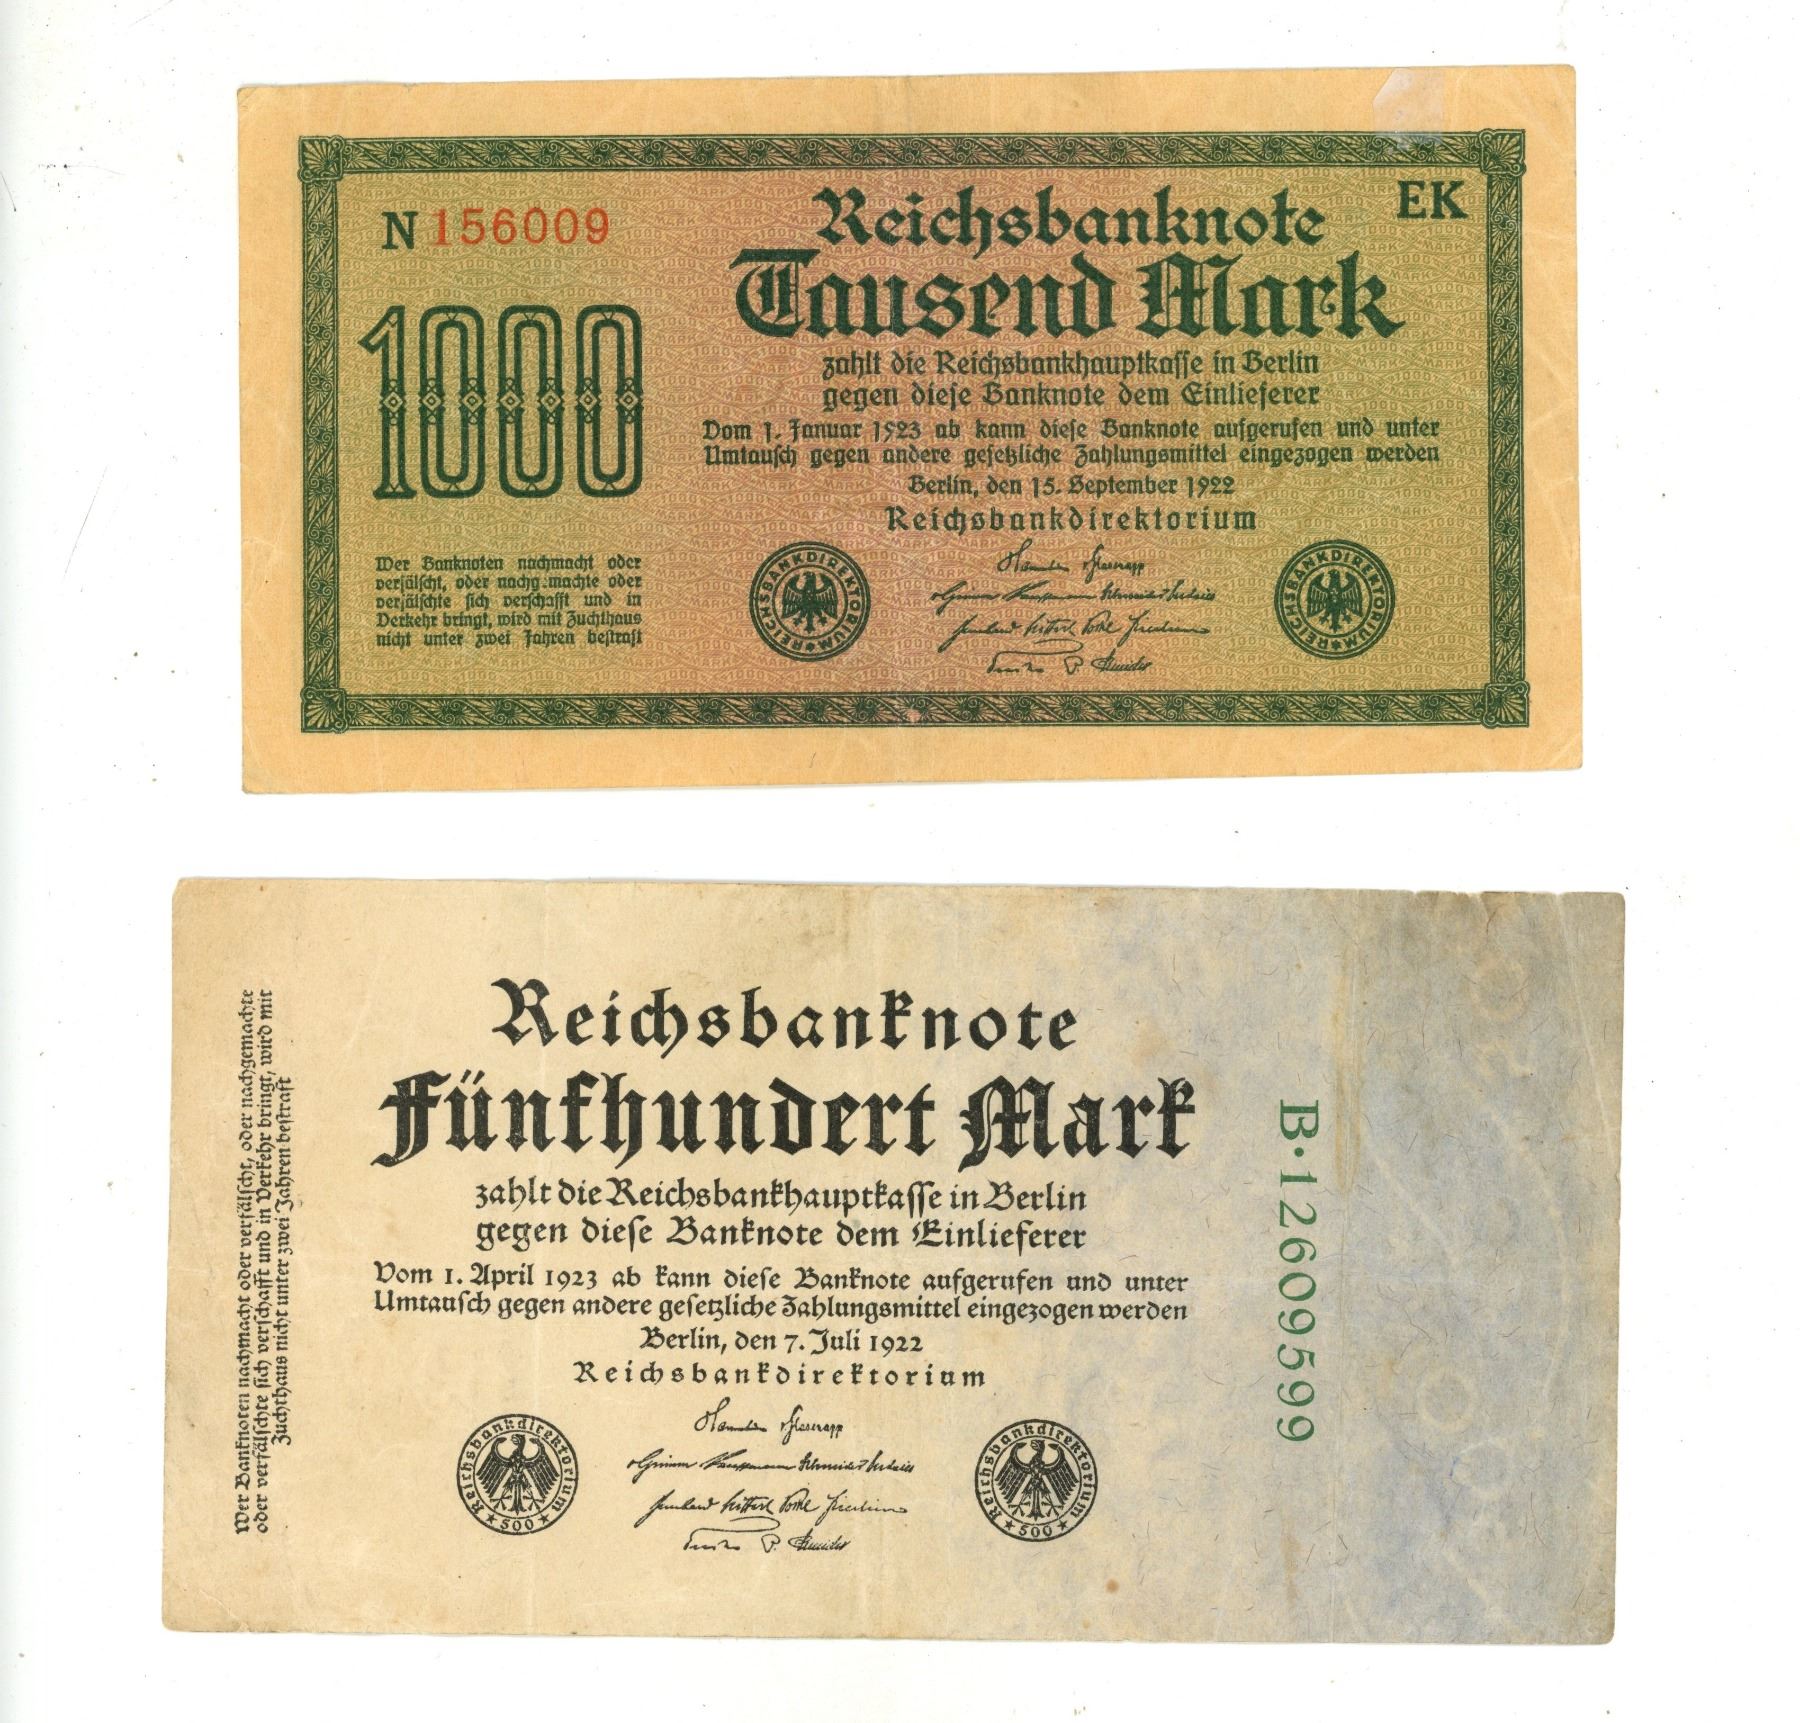 N 156009
EK
Reichsbanknote
Tausend Mark
zahlt die Reichsbankhauptkasse in Berlin
gegen diese Banknote dem Einlieferer
Vom 1. Januar 1923 ab kann diese Banknote aufgerufen und unter
Umtausch gegen andere gesetzliche Zahlungsmittel eingezogen werden
Berlin, den 15. September 1922
Reichsbankdirektorium
1000
Wer Banknoten nachmacht oder
verfälscht, oder nachgemachte oder
verfälschte sich verschafft und in
Verkehr bringt, wird mit Zuchthaus
nicht unter zwei Jahren bestraft
REICHSBANKDIREKTORIUM
REICHSBANKDIREKTORIUM
Wer Banknoten nachmacht oder verfälscht, oder nachgemachte
oder verfälschte sich verschafft und in Verkehr bringt, wird mit
Zuchthaus nicht unter zwei Jahren bestraft
Reichsbanknote
Fünfhundert Mark
zahlt die Reichsbankhauptkasse in Berlin
gegen diese Banknote dem Einlieferer
Vom 1. April 1923 ab kann diese Banknote aufgerufen und unter
Umtausch gegen andere gesetzliche Zahlungsmittel eingezogen werden
Berlin, den 7. Juli 1922
Reichsbankdirektorium
Reichsbankdirektorium
500
Reichsbankdirektorium
500
B·12609599